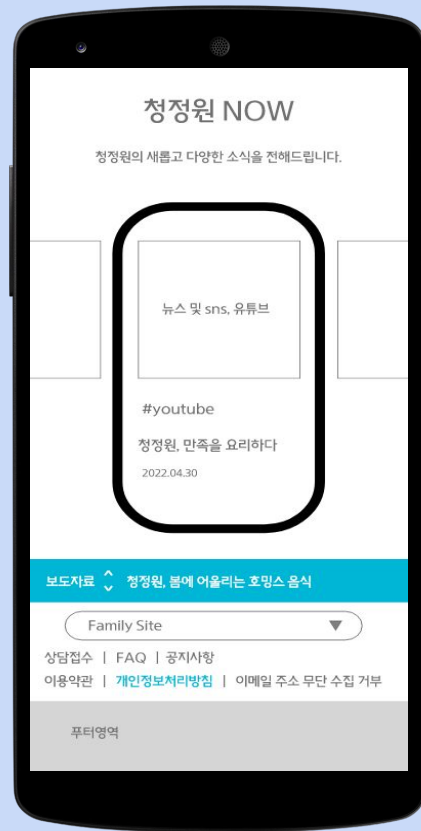 청정원 NOW
청정원의 새롭고 다양한 소식을 전해드립니다.
뉴스 및 sns, 유튜브
#youtube
청정원, 만족을 요리하다
2022.04.30
보도자료 청정원, 봄에 어울리는 호밍스 음식
Family Site ▼
상담접수 | FAQ | 공지사항
이용약관 | 개인정보처리방침 | 이메일 주소 무단 수집 거부
푸터영역